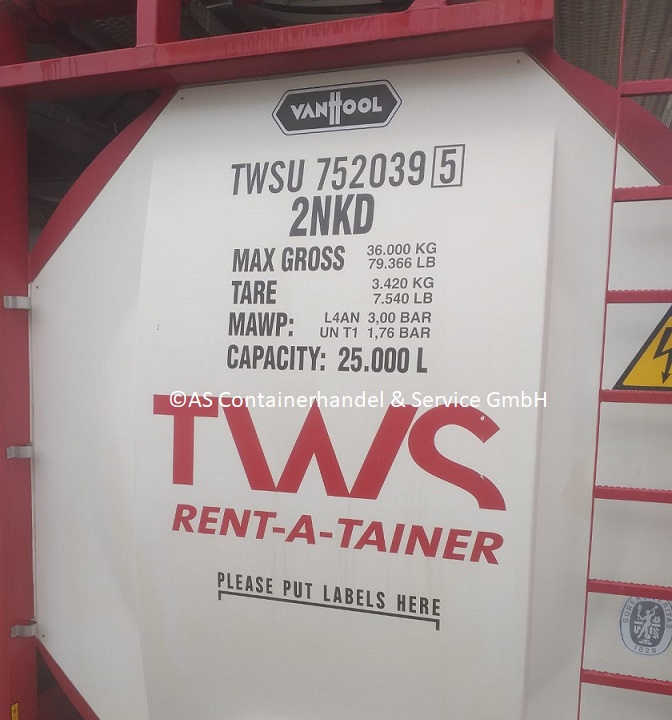 VANHOOL
TWSU 752039 5
2NKD
MAX GROSS 36.000 KG
79.366 LB
TARE 3.420 KG
7.540 LB
MAWP: L4AN 3,00 BAR
UN T1 1,76 BAR
CAPACITY: 25.000 L
©AS Containerhandel & Service GmbH
TWS
RENT-A-TAINER
PLEASE PUT LABELS HERE
1828